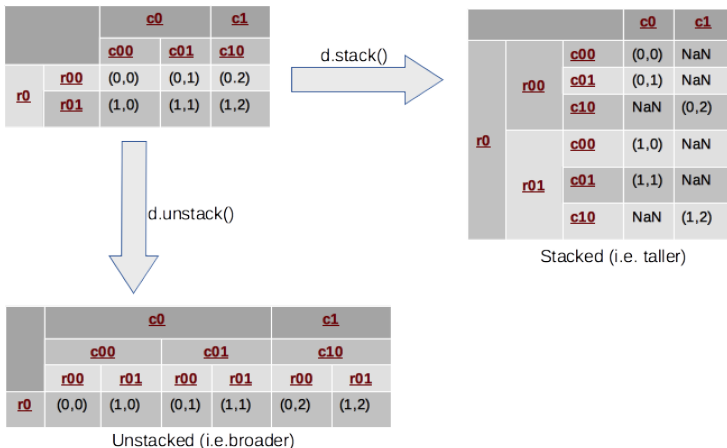 c0 c1
c00 c01 c10
r0 r00 (0,0) (0,1) (0.2)
r01 (1,0) (1,1) (1,2)
d.stack()
c0 c1
r0 r00 c00 (0,0) NaN
c01 (0,1) NaN
c10 NaN (0,2)
r01 c00 (1,0) NaN
c01 (1,1) NaN
c10 NaN (1,2)
Stacked (i.e. taller)
d.unstack()
c0 c1
c00 c01 c10
r00 r01 r00 r01 r00 r01
r0 (0,0) (1,0) (0,1) (1,1) (0,2) (1,2)
Unstacked (i.e.broader)